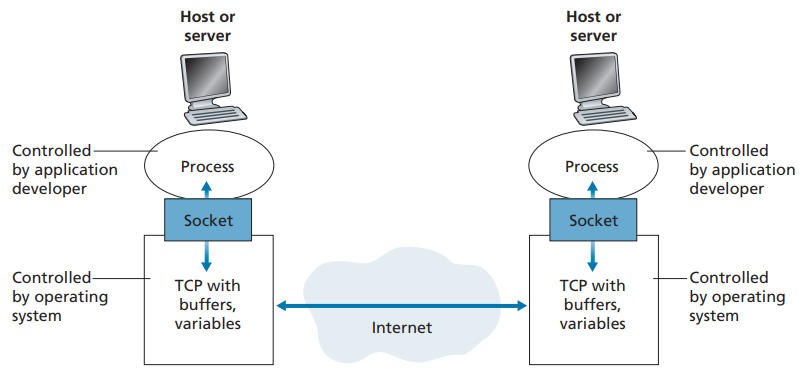 Host or
server
Host or
server
Controlled
by application
developer
Process
Process
Controlled
by application
developer
Socket
Socket
Controlled
by operating
system
TCP with
buffers,
variables
Internet
TCP with
buffers,
variables
Controlled
by operating
system